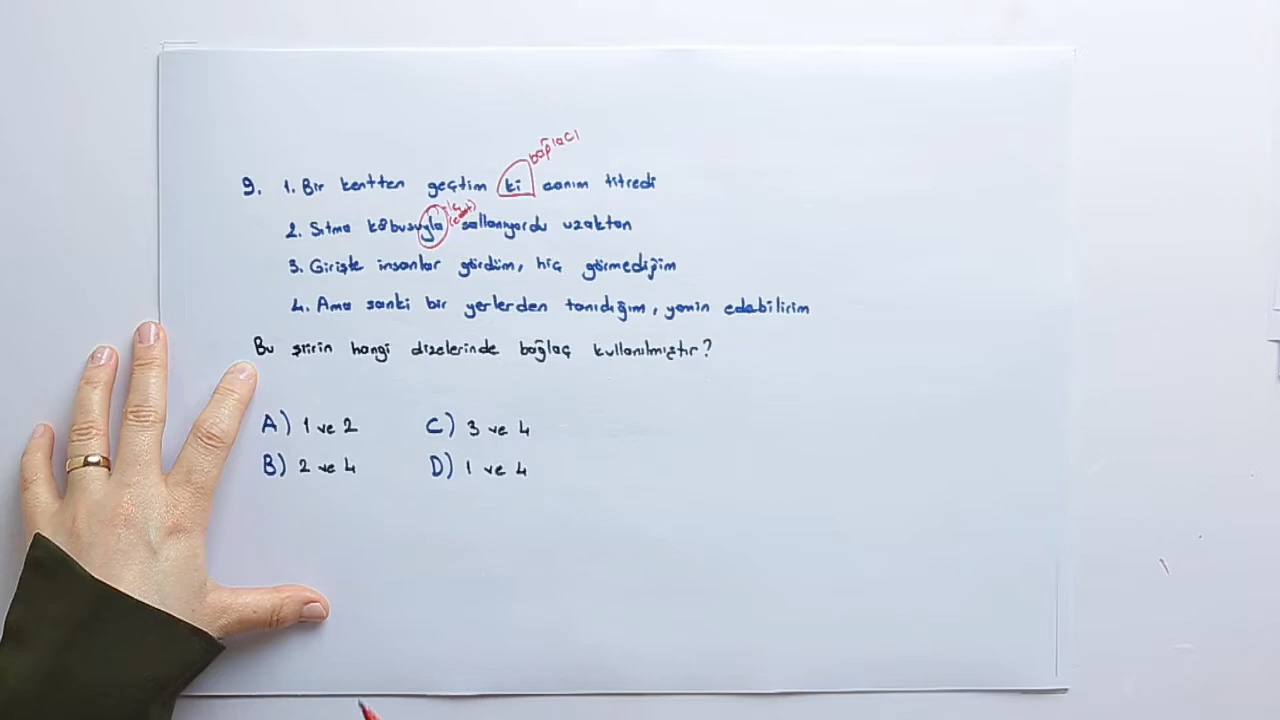 bağlacı
9. 1. Bir kentten geçtim ki canım titredi
2. Sıtma kâbusuyla sallanıyordu uzaktan
3. Girişte insanlar gördüm, hiç görmediğim
4. Ama sanki bir yerlerden tanıdığım, yemin edebilirim
Bu şiirin hangi dizelerinde bağlaç kullanılmıştır?
A) 1 ve 2 C) 3 ve 4
B) 2 ve 4 D) 1 ve 4